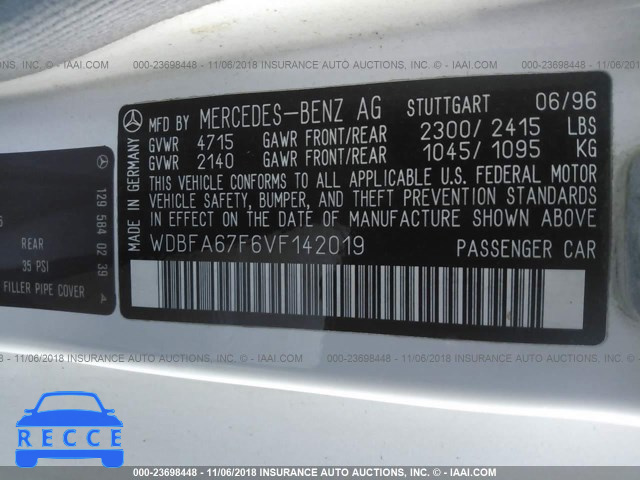 000-23698448 - 11/06/2018 INSURANCE AUTO AUCTIONS - © - IAAI.COM
MFD BY MERCEDES-BENZ AG STUTTGART 06/96
GVWR 4715 GAWR FRONT/REAR 2300/ 2415 LBS
GVWR 2140 GAWR FRONT/REAR 1045/ 1095 KG
THIS VEHICLE CONFORMS TO ALL APPLICABLE U.S. FEDERAL MOTOR
VEHICLE SAFETY, BUMPER, AND THEFT PREVENTION STANDARDS
IN EFFECT ON THE DATE OF MANUFACTURE SHOWN ABOVE.
WDBFA67F6VF142019 PASSENGER CAR
MADE IN GERMANY
129 584 02 39 A
REAR
35 PSI
FILLER PIPE COVER
000-23698448 - 11/06/2018 INSURANCE AUTO AUCTIONS - © - IAAI.COM
RECCE
000-23698448 - 11/06/2018 INSURANCE AUTO AUCTIONS - © - IAAI.COM